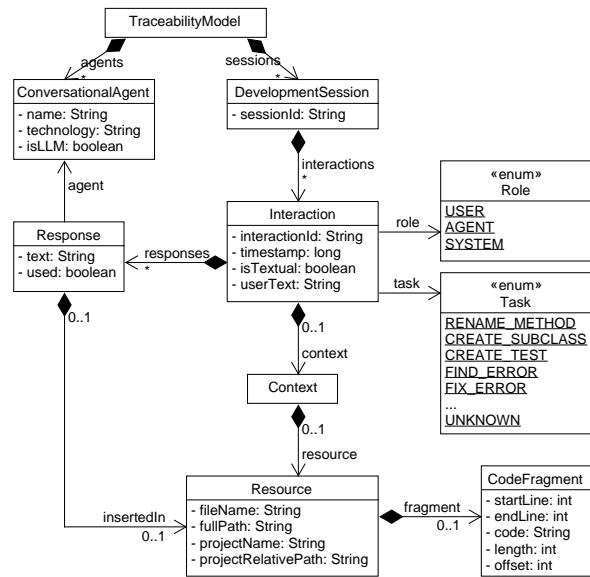 TraceabilityModel
agents
*
sessions
*
ConversationalAgent
- name: String
- technology: String
- isLLM: boolean
DevelopmentSession
- sessionId: String
interactions
*
agent
«enum»
Role
USER
AGENT
SYSTEM
Response
- text: String
- used: boolean
responses
*
Interaction
- interactionId: String
- timestamp: long
- isTextual: boolean
- userText: String
role
task
«enum»
Task
RENAME_METHOD
CREATE_SUBCLASS
CREATE_TEST
FIND_ERROR
FIX_ERROR
...
UNKNOWN
0..1
0..1
context
Context
0..1
resource
insertedIn
0..1
Resource
- fileName: String
- fullPath: String
- projectName: String
- projectRelativePath: String
fragment
0..1
CodeFragment
- startLine: int
- endLine: int
- code: String
- length: int
- offset: int